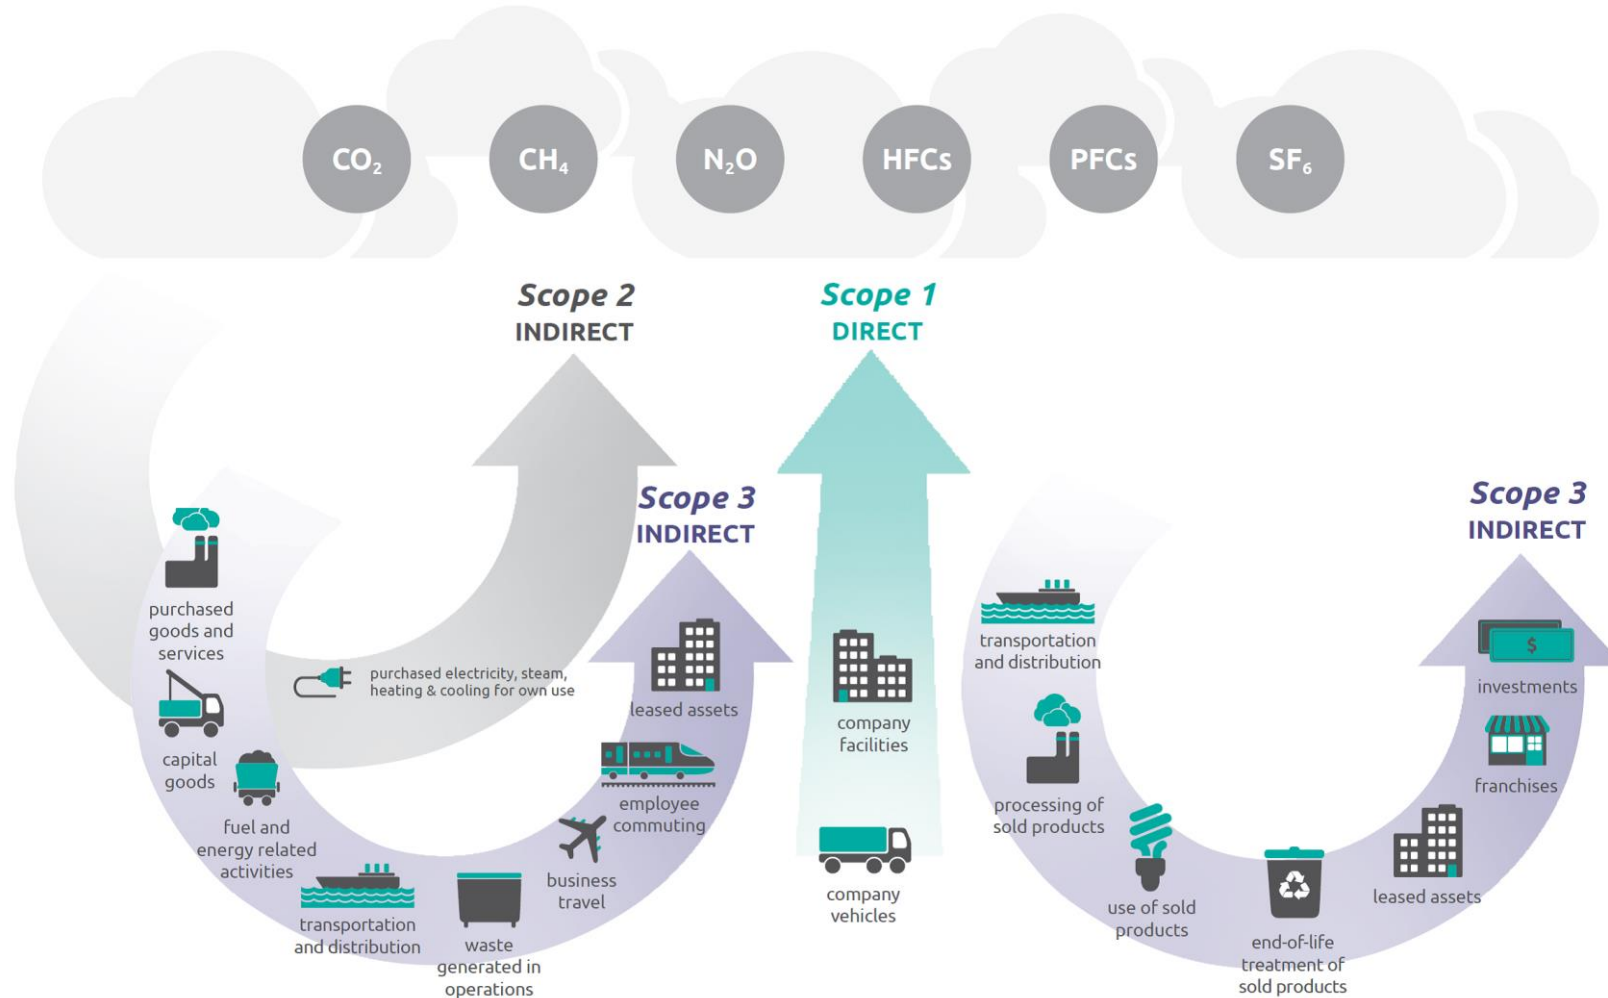 CO₂
CH₄
N₂O
HFCs
PFCs
SF₆
Scope 2
INDIRECT
Scope 1
DIRECT
Scope 3
INDIRECT
Scope 3
INDIRECT
purchased
goods and
services
capital
goods
fuel and
energy related
activities
purchased electricity, steam,
heating & cooling for own use
transportation
and distribution
waste
generated in
operations
business
travel
employee
commuting
leased assets
company
facilities
company
vehicles
transportation
and distribution
processing of
sold products
use of sold
products
end-of-life
treatment of
sold products
leased assets
franchises
$
investments